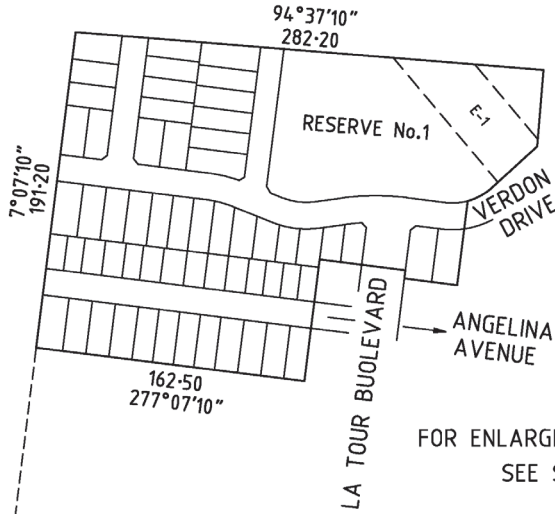 94°37'10"
282·20
RESERVE No.1
E-1
7°07'10"
191·20
VERDON
DRIVE
ANGELINA
AVENUE
162·50
277°07'10"
LA TOUR BUOLEVARD
FOR ENLARG
SEE